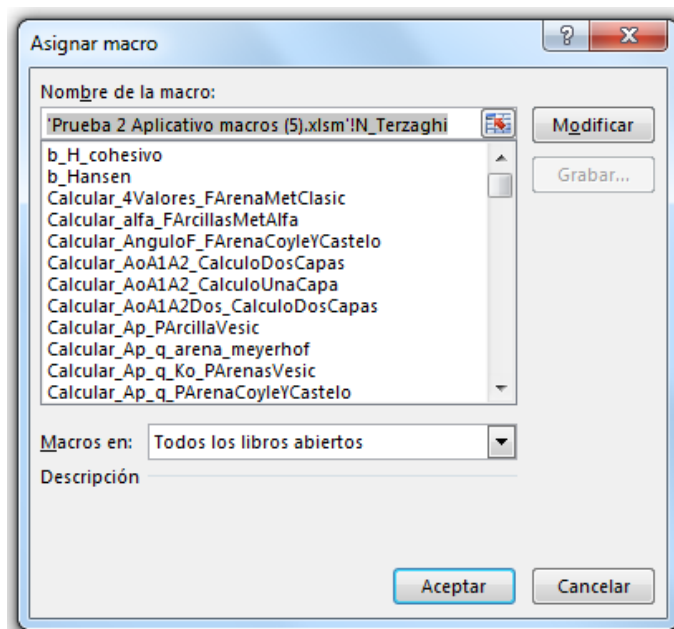 Asignar macro
Nombre de la macro:
'Prueba 2 Aplicativo macros (5).xlsm'!N_Terzaghi
Modificar
b_H_cohesivo
Grabar...
b_Hansen
Calcular_4Valores_FArenaMetClasic
Calcular_alfa_FArcillasMetAlfa
Calcular_AnguloF_FArenaCoyleYCastelo
Calcular_AoA1A2_CalculoDosCapas
Calcular_AoA1A2_CalculoUnaCapa
Calcular_AoA1A2Dos_CalculoDosCapas
Calcular_Ap_PArcillaVesic
Calcular_Ap_q_arena_meyerhof
Calcular_Ap_q_Ko_PArenasVesic
Calcular_Ap_q_PArenaCoyleYCastelo
Macros en: Todos los libros abiertos
Descripción
Aceptar Cancelar